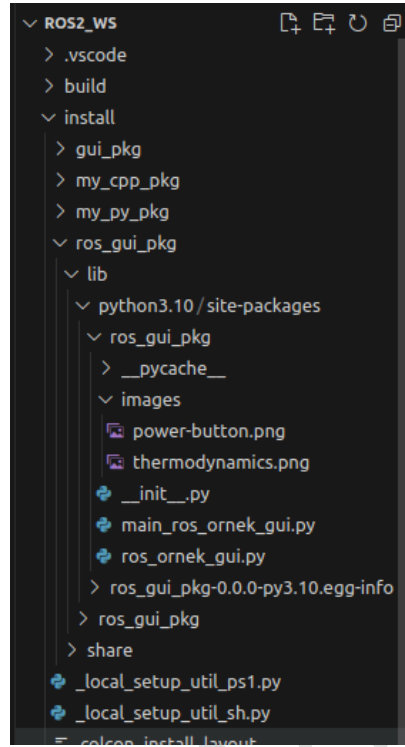 ROS2_WS
.vscode
build
install
gui_pkg
my_cpp_pkg
my_py_pkg
ros_gui_pkg
lib
python3.10/site-packages
ros_gui_pkg
__pycache__
images
power-button.png
thermodynamics.png
__init__.py
main_ros_ornek_gui.py
ros_ornek_gui.py
ros_gui_pkg-0.0.0-py3.10.egg-info
ros_gui_pkg
share
_local_setup_util_ps1.py
_local_setup_util_sh.py
colcon_install_layout